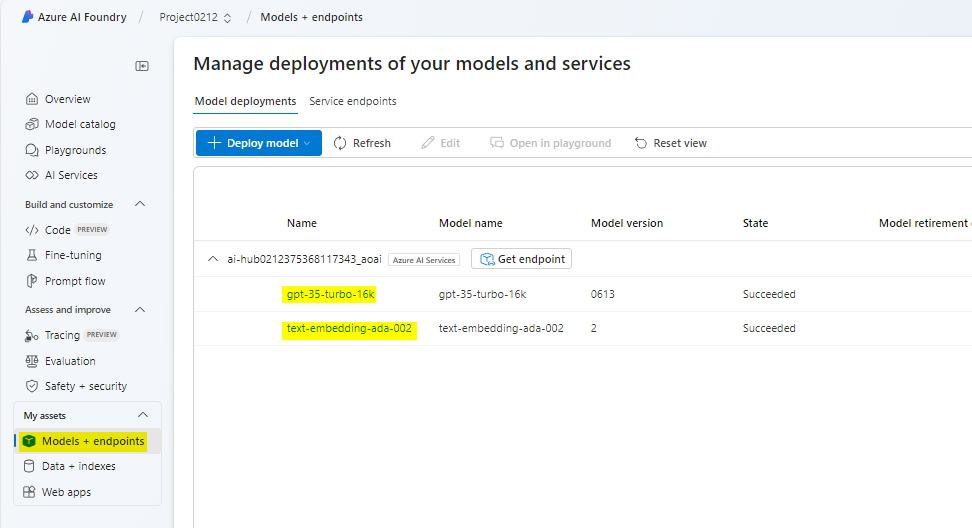 Azure AI Foundry / Project0212 / Models + endpoints
Manage deployments of your models and services
Model deployments Service endpoints
Deploy model Refresh Edit Open in playground Reset view
Overview
Model catalog
Playgrounds
AI Services
Build and customize
Code PREVIEW
Fine-tuning
Prompt flow
Assess and improve
Tracing PREVIEW
Evaluation
Safety + security
My assets
Models + endpoints
Data + indexes
Web apps
Name Model name Model version State Model retirement
ai-hub0212375368117343_aoai Azure AI Services Get endpoint
gpt-35-turbo-16k gpt-35-turbo-16k 0613 Succeeded
text-embedding-ada-002 text-embedding-ada-002 2 Succeeded